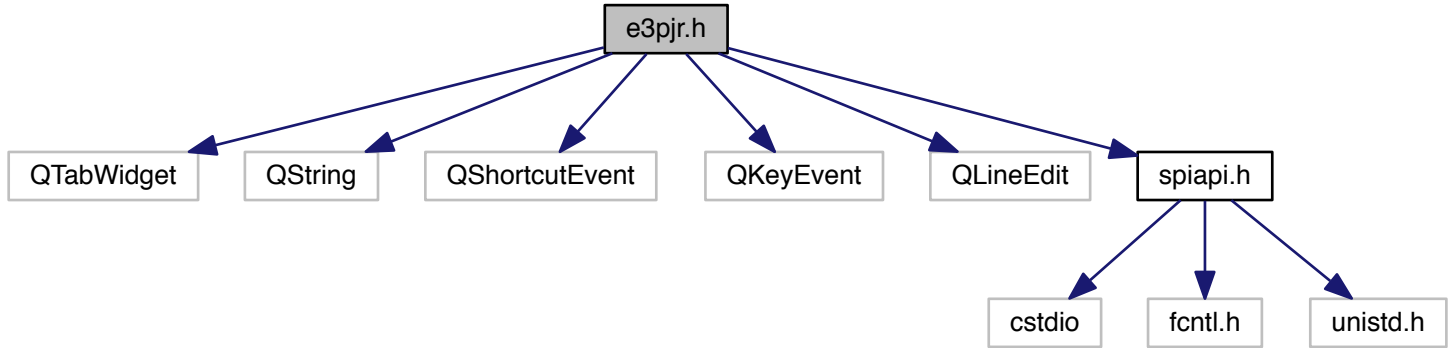 e3pjr.h
QTabWidget
QString
QShortcutEvent
QKeyEvent
QLineEdit
spiapi.h
cstdio
fcntl.h
unistd.h